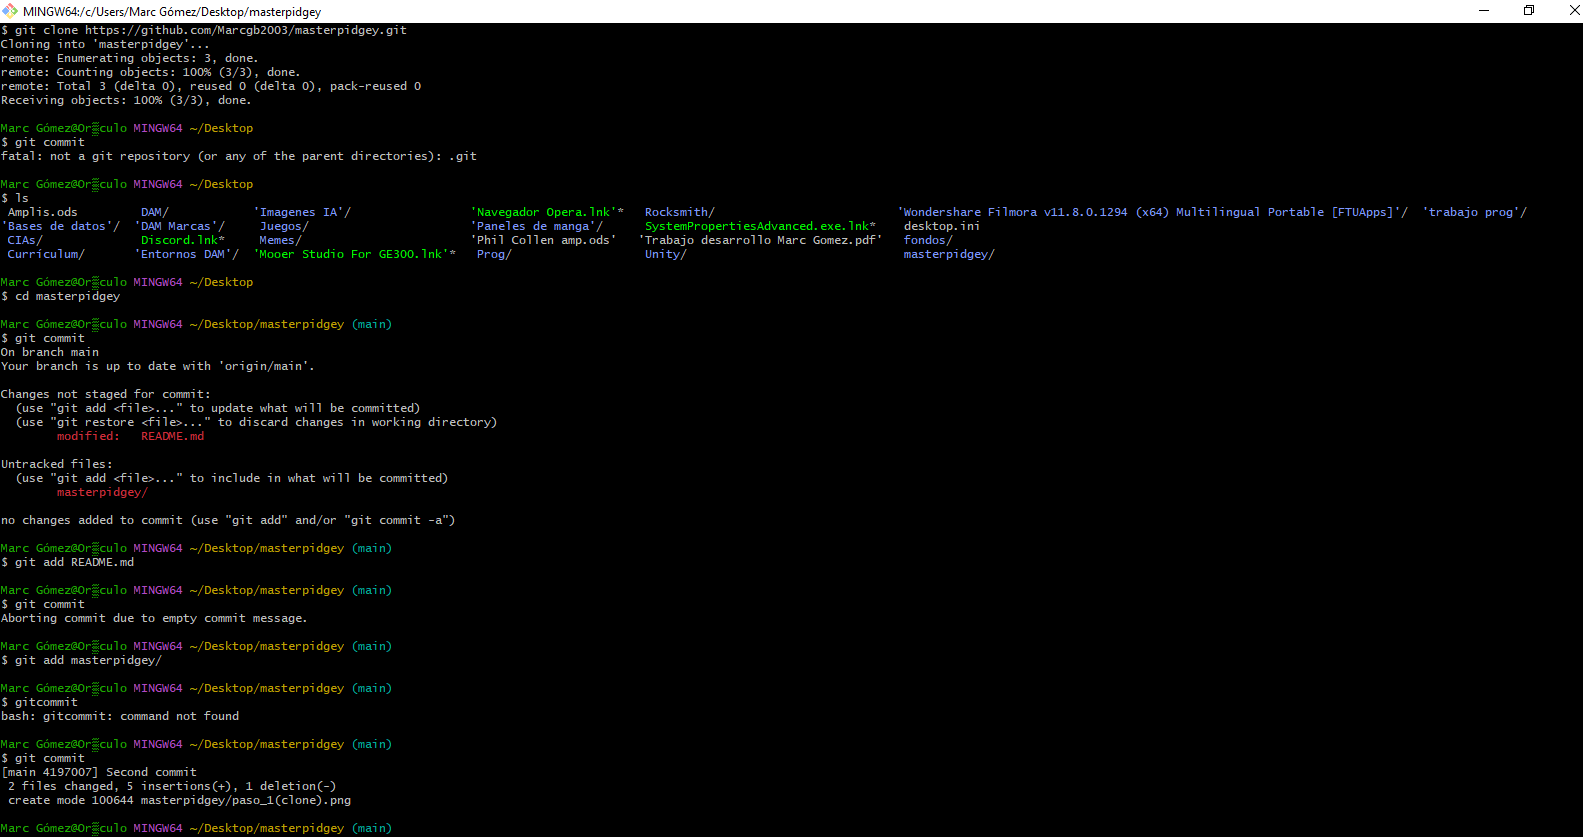 MINGW64:/c/Users/Marc Gómez/Desktop/masterpidgey
$ git clone https://github.com/Marcgb2003/masterpidgey.git
Cloning into 'masterpidgey'...
remote: Enumerating objects: 3, done.
remote: Counting objects: 100% (3/3), done.
remote: Total 3 (delta 0), reused 0 (delta 0), pack-reused 0
Receiving objects: 100% (3/3), done.
Marc Gómez@Or▒culo MINGW64 ~/Desktop
$ git commit
fatal: not a git repository (or any of the parent directories): .git
Marc Gómez@Or▒culo MINGW64 ~/Desktop
$ ls
Amplis.ods DAM/ 'Imagenes IA'/ 'Navegador Opera.lnk'* Rocksmith/ 'Wondershare Filmora v11.8.0.1294 (x64) Multilingual Portable [FTUApps]'/ 'trabajo prog'/
'Bases de datos'/ 'DAM Marcas'/ Juegos/ 'Paneles de manga'/ SystemPropertiesAdvanced.exe.lnk* desktop.ini
CIAs/ Discord.lnk* Memes/ 'Phil Collen amp.ods' 'Trabajo desarrollo Marc Gomez.pdf' fondos/
Currículum/ 'Entornos DAM'/ 'Mooer Studio For GE300.lnk'* Prog/ Unity/ masterpidgey/
Marc Gómez@Or▒culo MINGW64 ~/Desktop
$ cd masterpidgey
Marc Gómez@Or▒culo MINGW64 ~/Desktop/masterpidgey (main)
$ git commit
On branch main
Your branch is up to date with 'origin/main'.
Changes not staged for commit:
(use "git add <file>..." to update what will be committed)
(use "git restore <file>..." to discard changes in working directory)
modified: README.md
Untracked files:
(use "git add <file>..." to include in what will be committed)
masterpidgey/
no changes added to commit (use "git add" and/or "git commit -a")
Marc Gómez@Or▒culo MINGW64 ~/Desktop/masterpidgey (main)
$ git add README.md
Marc Gómez@Or▒culo MINGW64 ~/Desktop/masterpidgey (main)
$ git commit
Aborting commit due to empty commit message.
Marc Gómez@Or▒culo MINGW64 ~/Desktop/masterpidgey (main)
$ git add masterpidgey/
Marc Gómez@Or▒culo MINGW64 ~/Desktop/masterpidgey (main)
$ gitcommit
bash: gitcommit: command not found
Marc Gómez@Or▒culo MINGW64 ~/Desktop/masterpidgey (main)
$ git commit
[main 4197007] Second commit
2 files changed, 5 insertions(+), 1 deletion(-)
create mode 100644 masterpidgey/paso_1(clone).png
Marc Gómez@Or▒culo MINGW64 ~/Desktop/masterpidgey (main)